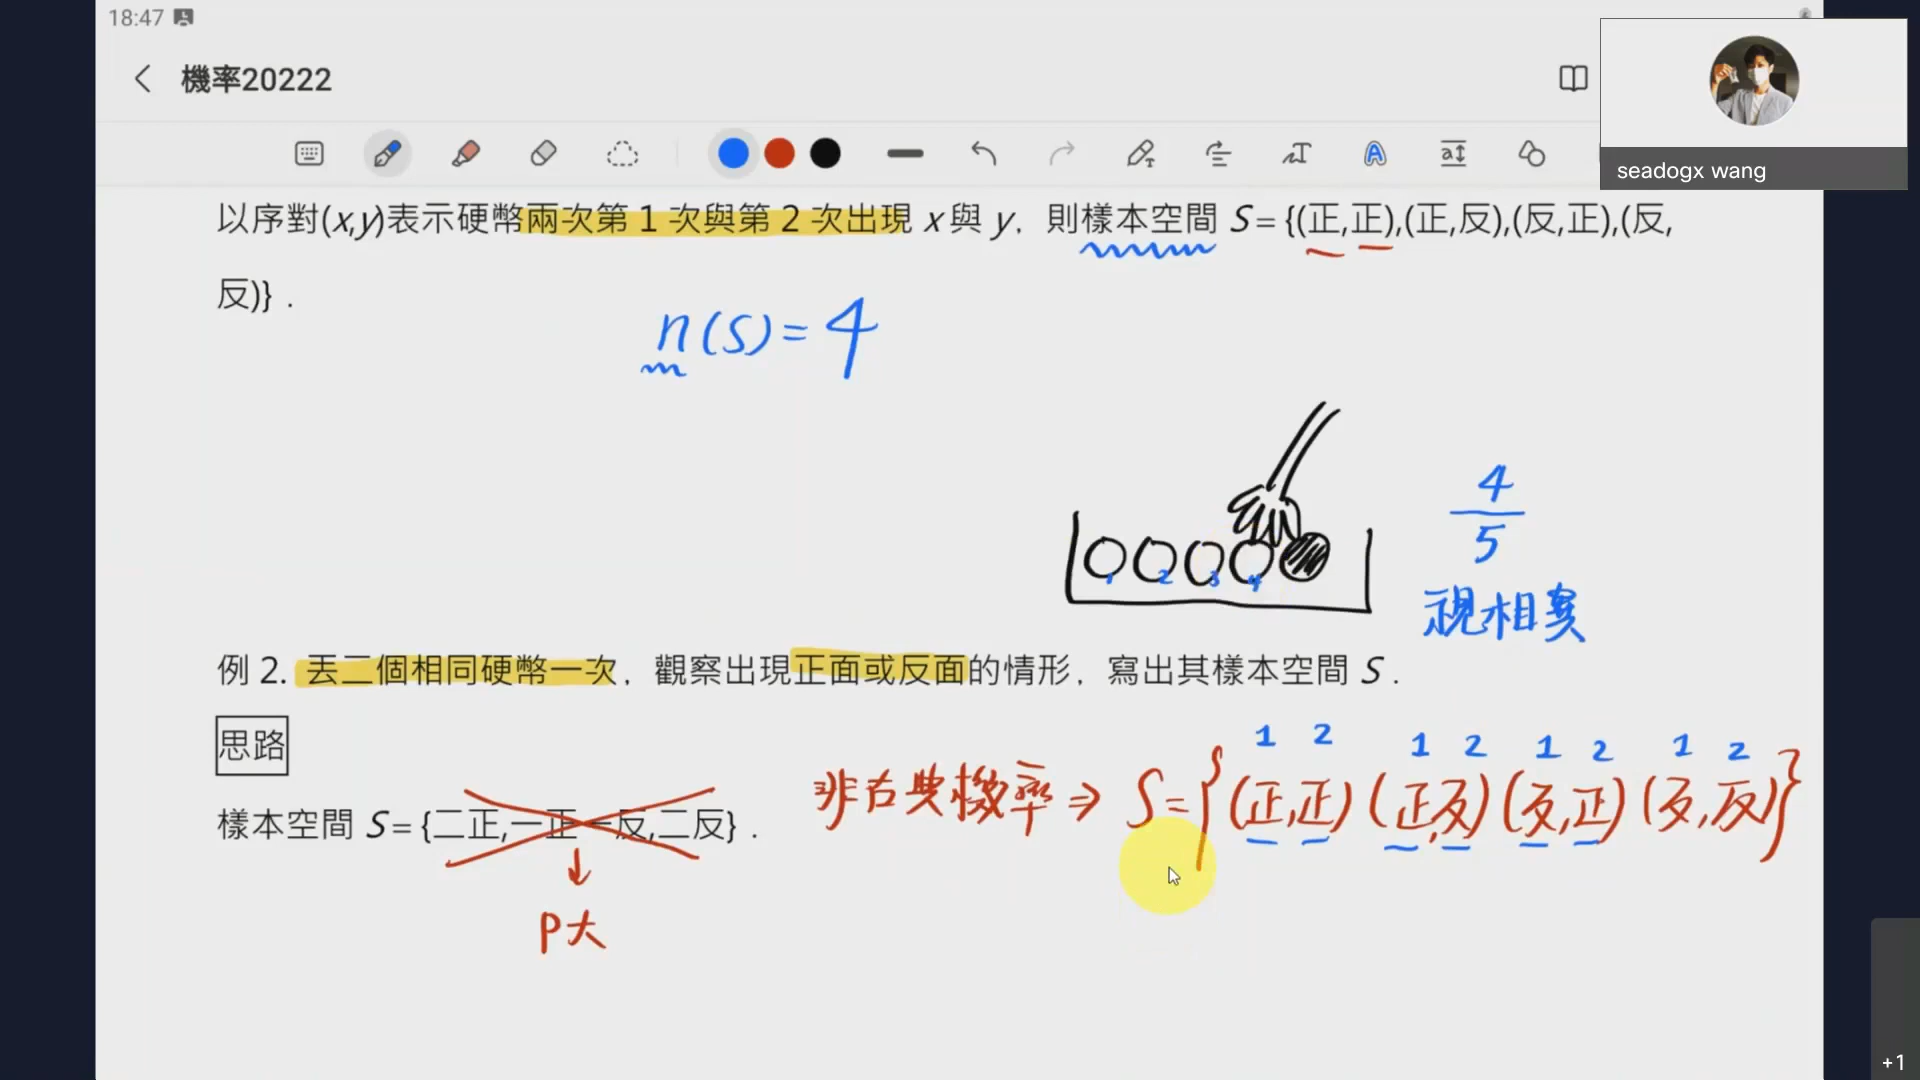 18:47
機率20222
seadogx wang
以序對(x,y)表示硬幣兩次第 1 次與第 2 次出現 x 與 y，則樣本空間 S = {(正,正),(正,反),(反,正),(反,
反)} .
n(S)=4
4
5
1 2 3 4
視相異
例 2. 丟二個相同硬幣一次，觀察出現正面或反面的情形，寫出其樣本空間 S .
思路
1 2 1 2 1 2 1 2
非古典機率 ⇒ S={(正,正)(正,反)(反,正)(反,反)}
樣本空間 S = {二正,一正一反,二反} .
↓
P大
+1